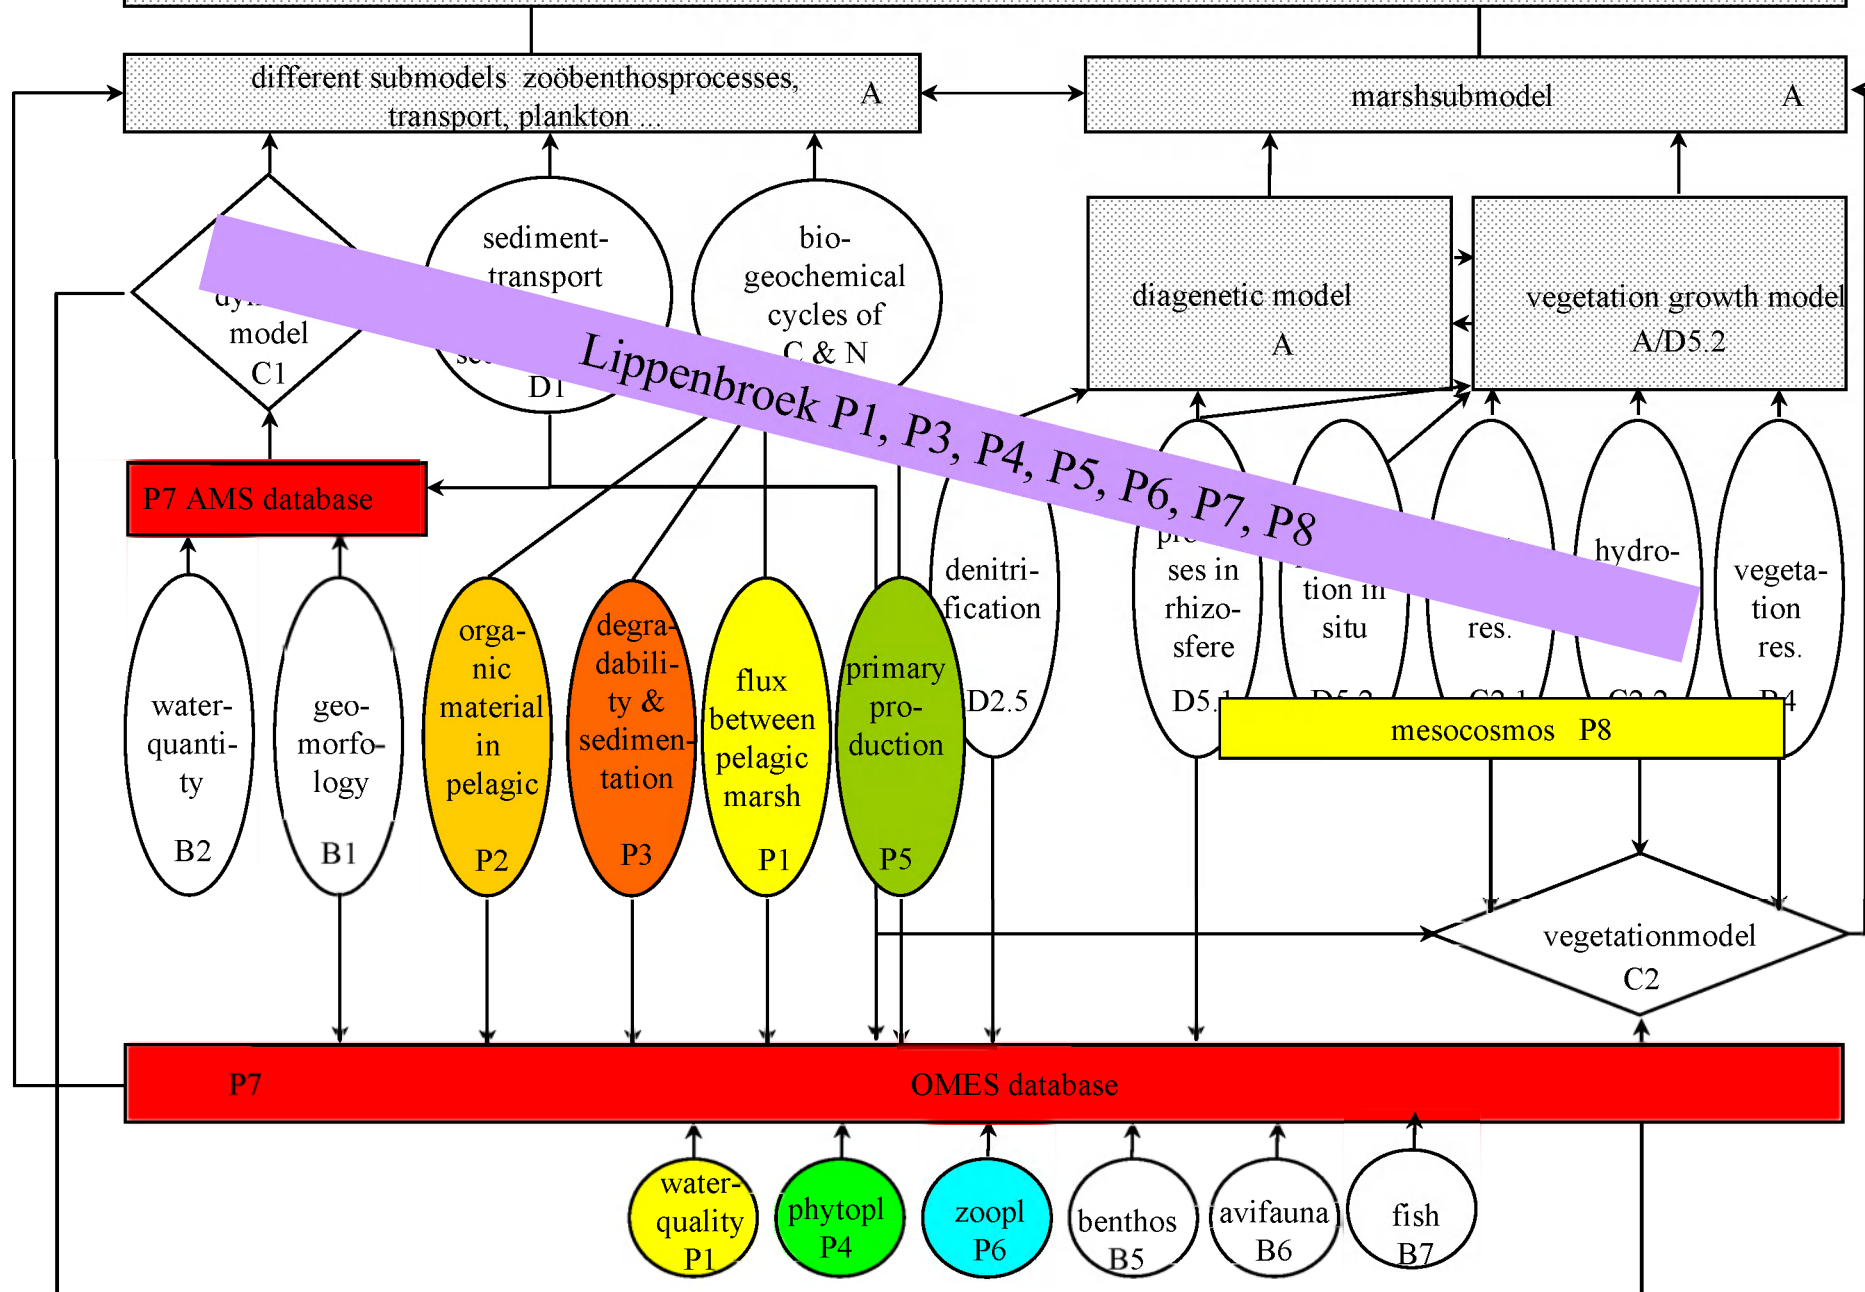 different submodels zoöbenthosprocesses,
transport, plankton ...
A
marshsubmodel
A
model
C1
sediment-
transport
D1
bio-
geochemical
cycles of
C & N
diagenetic model
A
vegetation growth model
A/D5.2
Lippenbroek P1, P3, P4, P5, P6, P7, P8
P7 AMS database
water-
quanti-
ty
B2
geo-
morfo-
logy
B1
orga-
nic
material
in
pelagic
P2
degra-
dabili-
ty &
sedimen-
tation
P3
flux
between
pelagic
marsh
P1
primary
pro-
duction
P5
denitri-
fication
D2.5
ses in
rhizo-
sfere
D5.1
tion in
situ
res.
hydro-
vegeta-
tion
res.
mesocosmos P8
vegetationmodel
C2
P7
OMES database
water-
quality
P1
phytopl
P4
zoopl
P6
benthos
B5
avifauna
B6
fish
B7